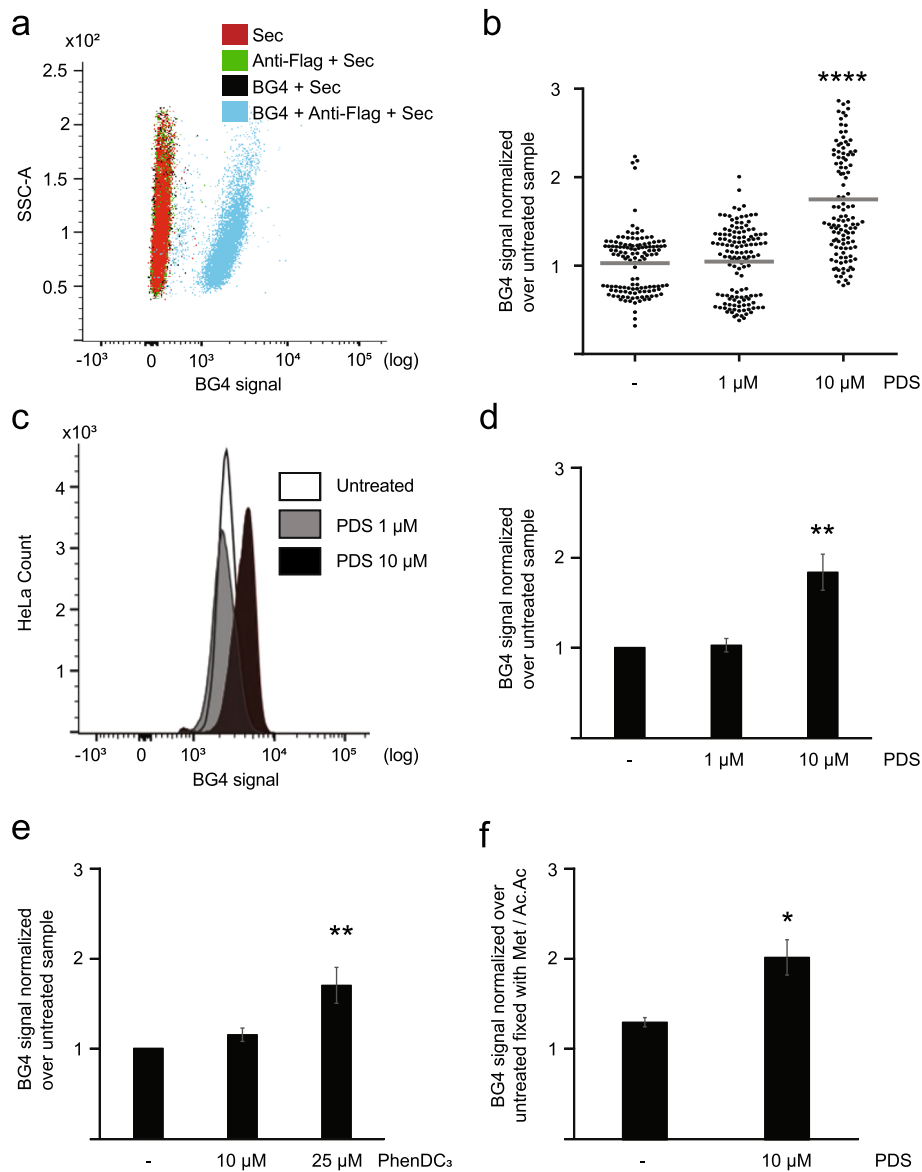 a
x10²
Sec
Anti-Flag + Sec
BG4 + Sec
BG4 + Anti-Flag + Sec
2.5
2
1.5
1
0.5
SSC-A
-10³ 0 10³ 10⁴ 10⁵ (log)
BG4 signal
b
****
3
2
1
BG4 signal normalized
over untreated sample
- 1 µM 10 µM PDS
c
x10³
Untreated
PDS 1 µM
PDS 10 µM
4
3
2
1
HeLa Count
-10³ 0 10³ 10⁴ 10⁵ (log)
BG4 signal
d
3
2
1
**
BG4 signal normalized
over untreated sample
- 1 µM 10 µM PDS
e
3
2
1
**
BG4 signal normalized
over untreated sample
- 10 µM 25 µM PhenDC₃
f
3
2
1
*
BG4 signal normalized over
untreated fixed with Met / Ac.Ac
- 10 µM PDS